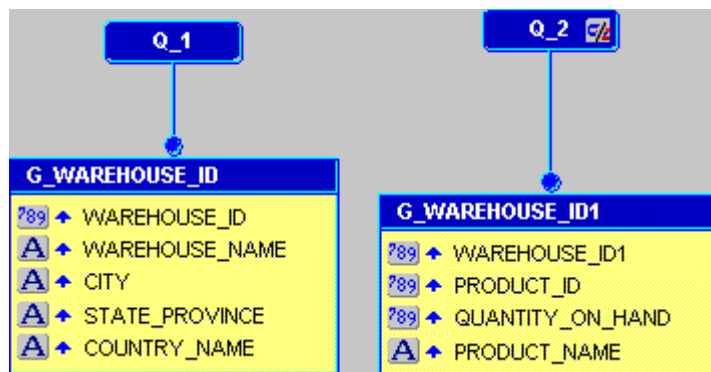 Q_1
Q_2
G_WAREHOUSE_ID
789 WAREHOUSE_ID
A WAREHOUSE_NAME
A CITY
A STATE_PROVINCE
A COUNTRY_NAME
G_WAREHOUSE_ID1
789 WAREHOUSE_ID1
789 PRODUCT_ID
789 QUANTITY_ON_HAND
A PRODUCT_NAME